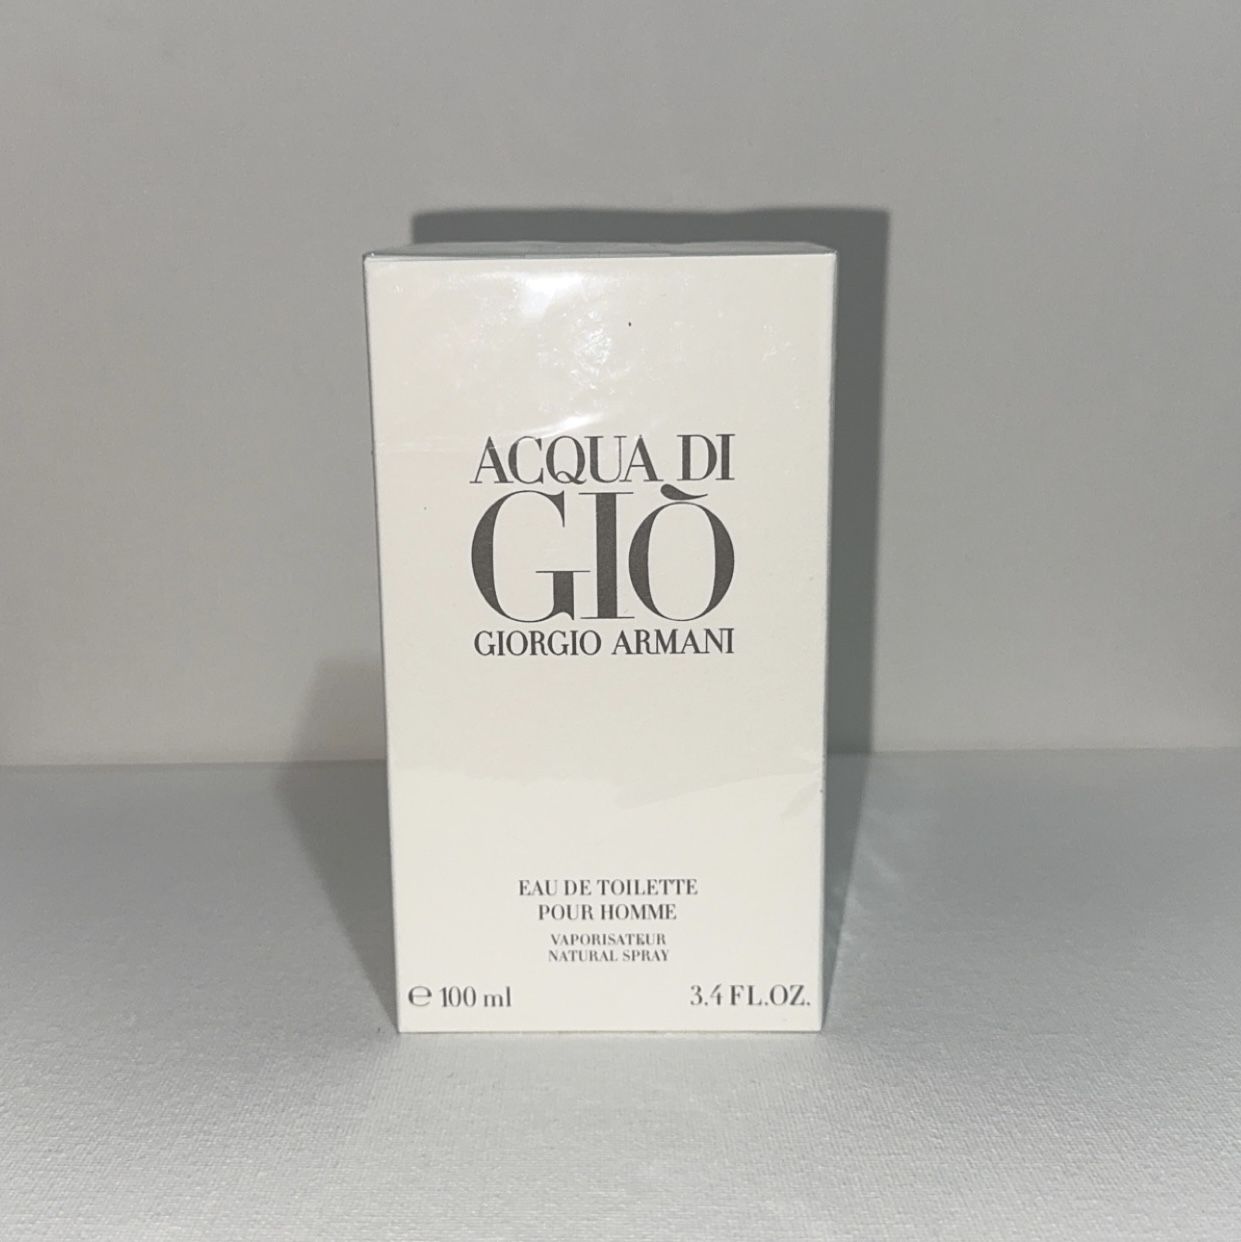 ACQUA DI
GIÒ
GIORGIO ARMANI
EAU DE TOILETTE
POUR HOMME
VAPORISATEUR
NATURAL SPRAY
℮ 100 ml 3.4 FL.OZ.